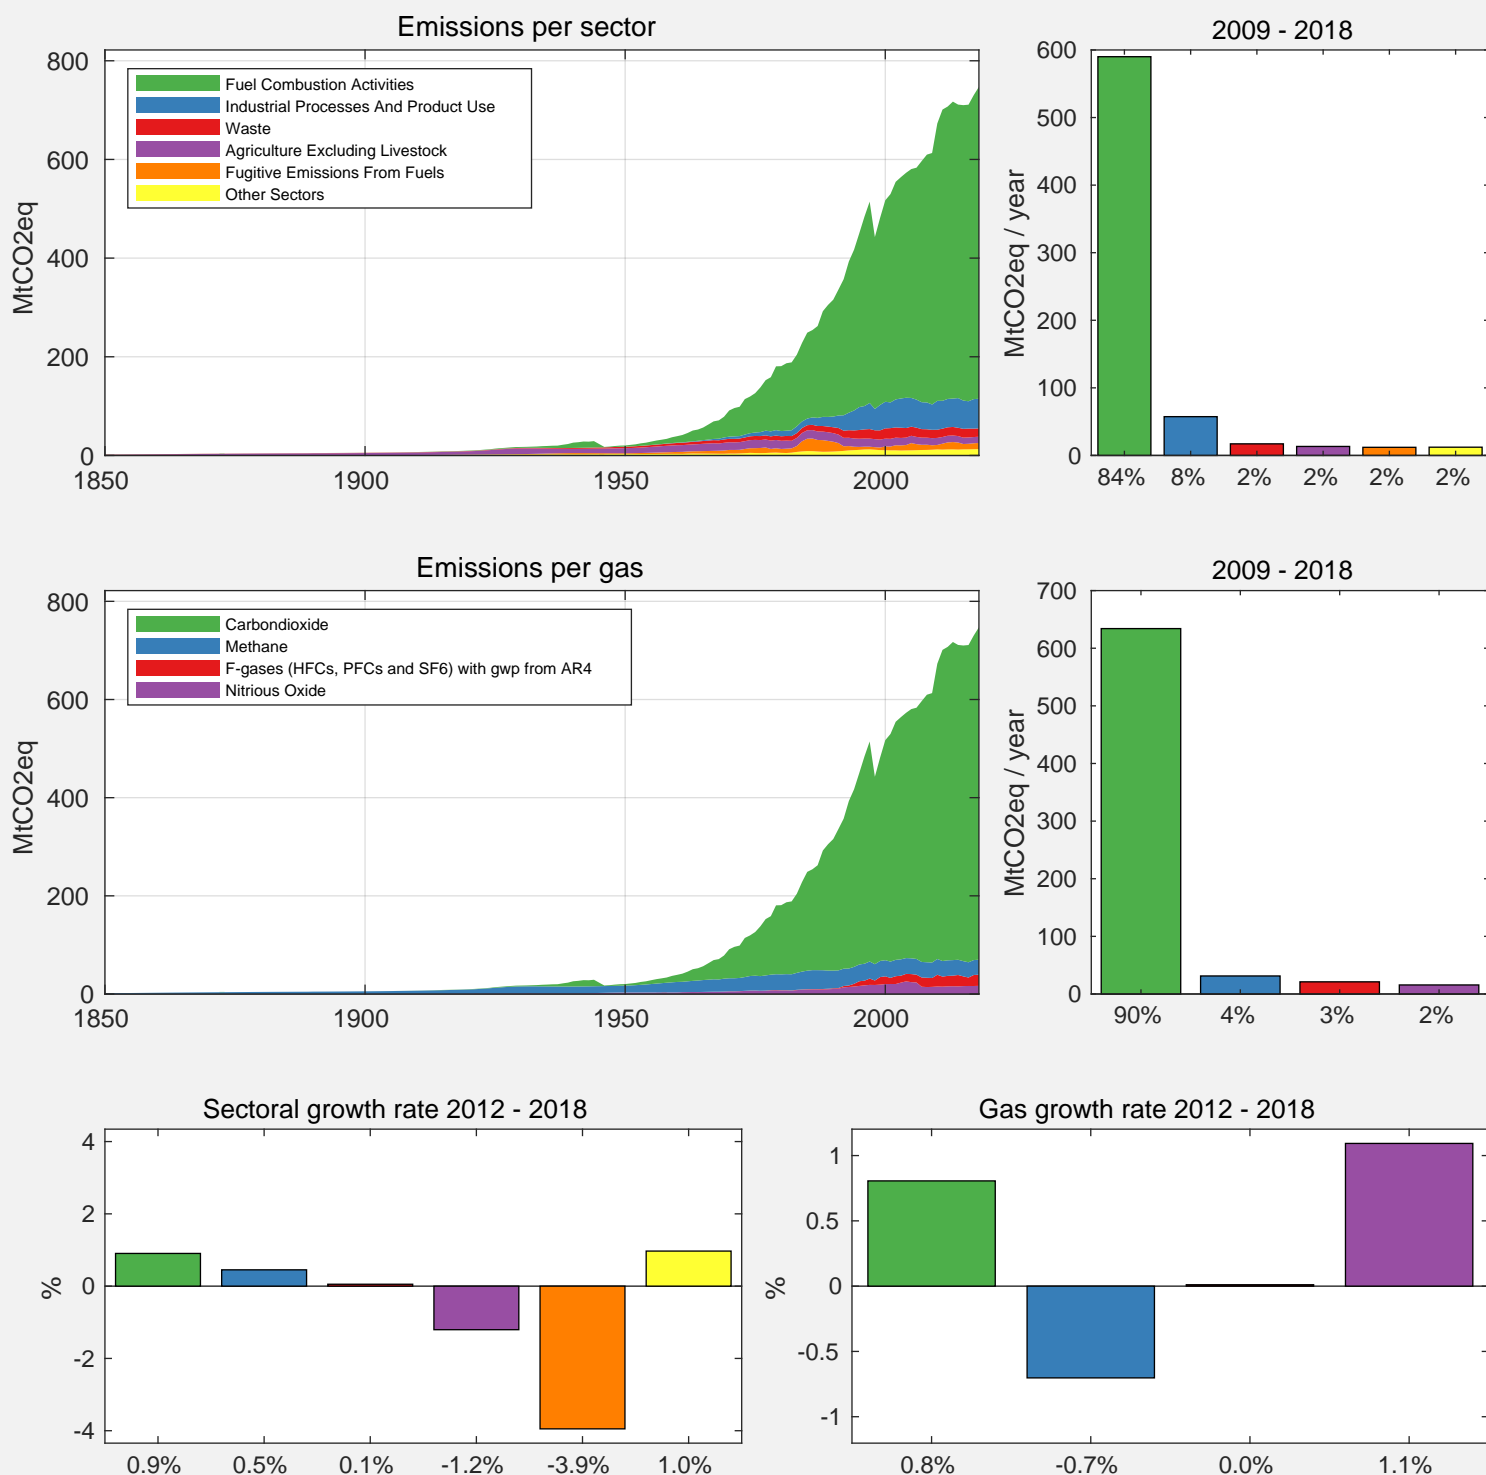 Emissions per sector
800
600
400
200
0
MtCO2eq
Fuel Combustion Activities
Industrial Processes And Product Use
Waste
Agriculture Excluding Livestock
Fugitive Emissions From Fuels
Other Sectors
1850 1900 1950 2000
2009 - 2018
600
500
400
300
200
100
0
MtCO2eq / year
84% 8% 2% 2% 2% 2%
Emissions per gas
800
600
400
200
0
MtCO2eq
Carbondioxide
Methane
F-gases (HFCs, PFCs and SF6) with gwp from AR4
Nitrious Oxide
1850 1900 1950 2000
2009 - 2018
700
600
500
400
300
200
100
0
MtCO2eq / year
90% 4% 3% 2%
Sectoral growth rate 2012 - 2018
4
2
0
-2
-4
%
0.9% 0.5% 0.1% -1.2% -3.9% 1.0%
Gas growth rate 2012 - 2018
1
0.5
0
-0.5
-1
%
0.8% -0.7% 0.0% 1.1%